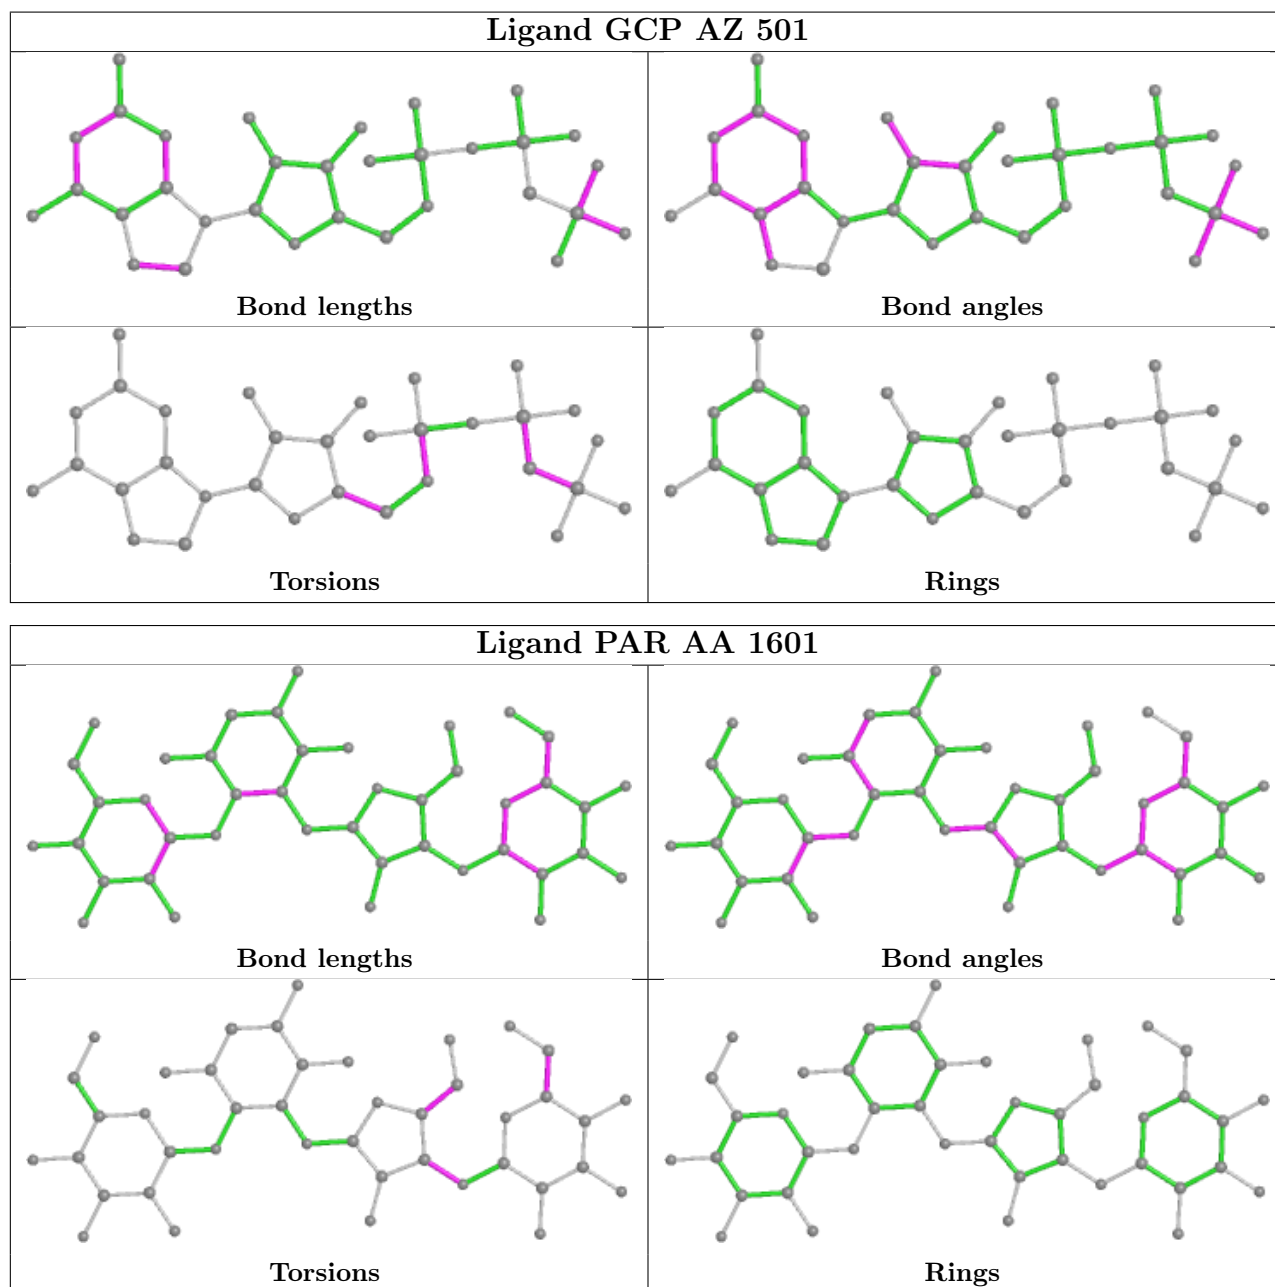 Ligand GCP AZ 501
Bond lengths
Bond angles
Torsions
Rings
Ligand PAR AA 1601
Bond lengths
Bond angles
Torsions
Rings